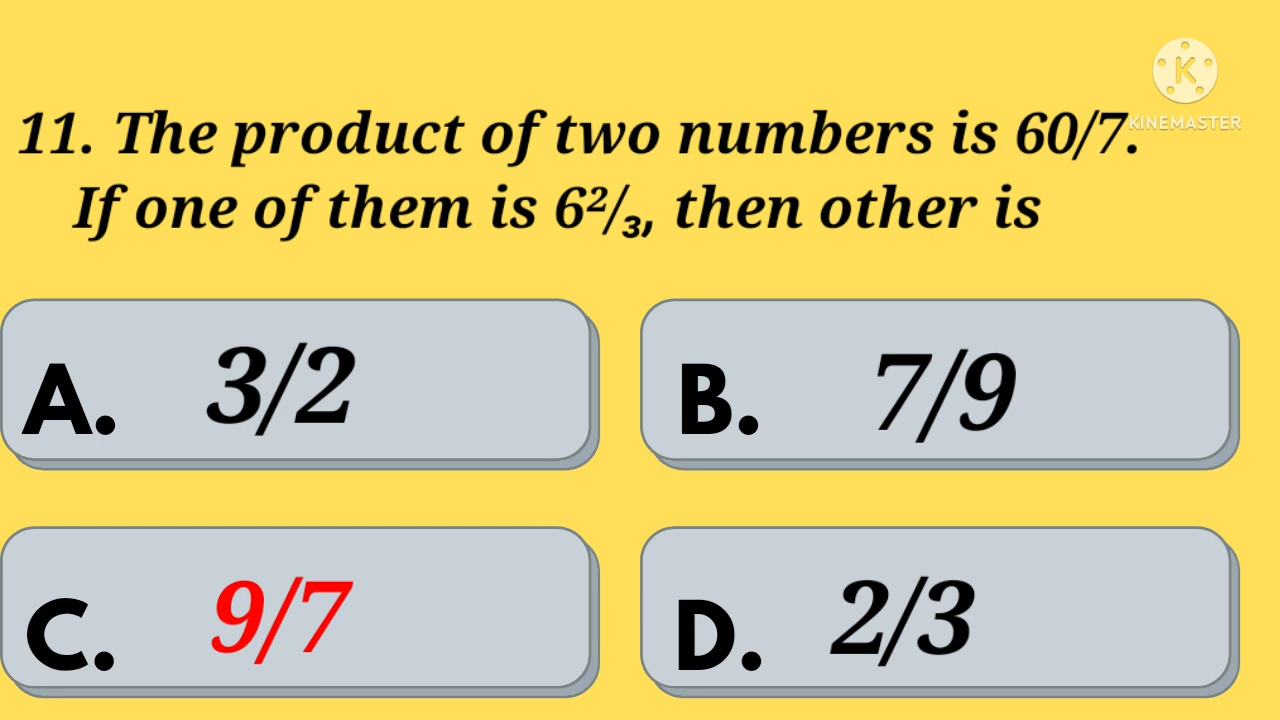 K
KINEMASTER
11. The product of two numbers is 60/7.
If one of them is 6²/₃, then other is
A. 3/2
B. 7/9
C. 9/7
D. 2/3